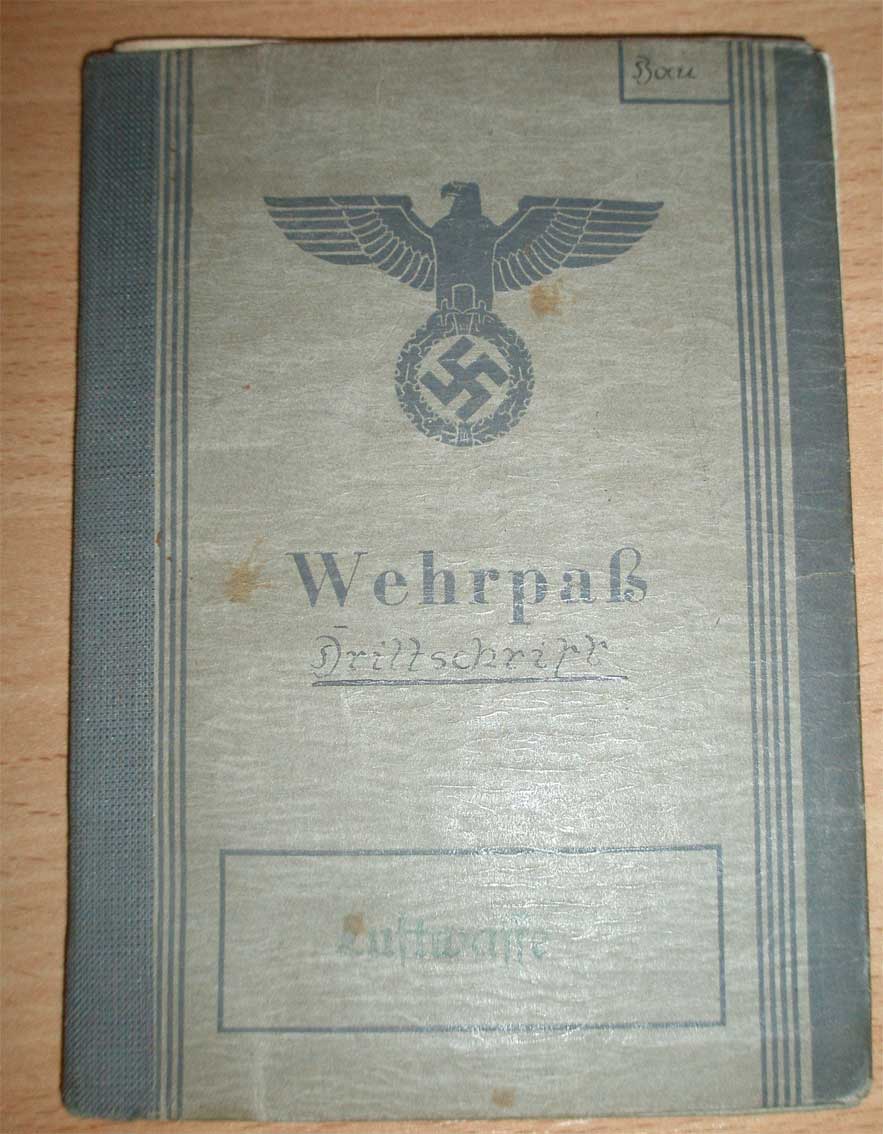 Bau
Wehrpaß
Drittschrift
Luftwaffe